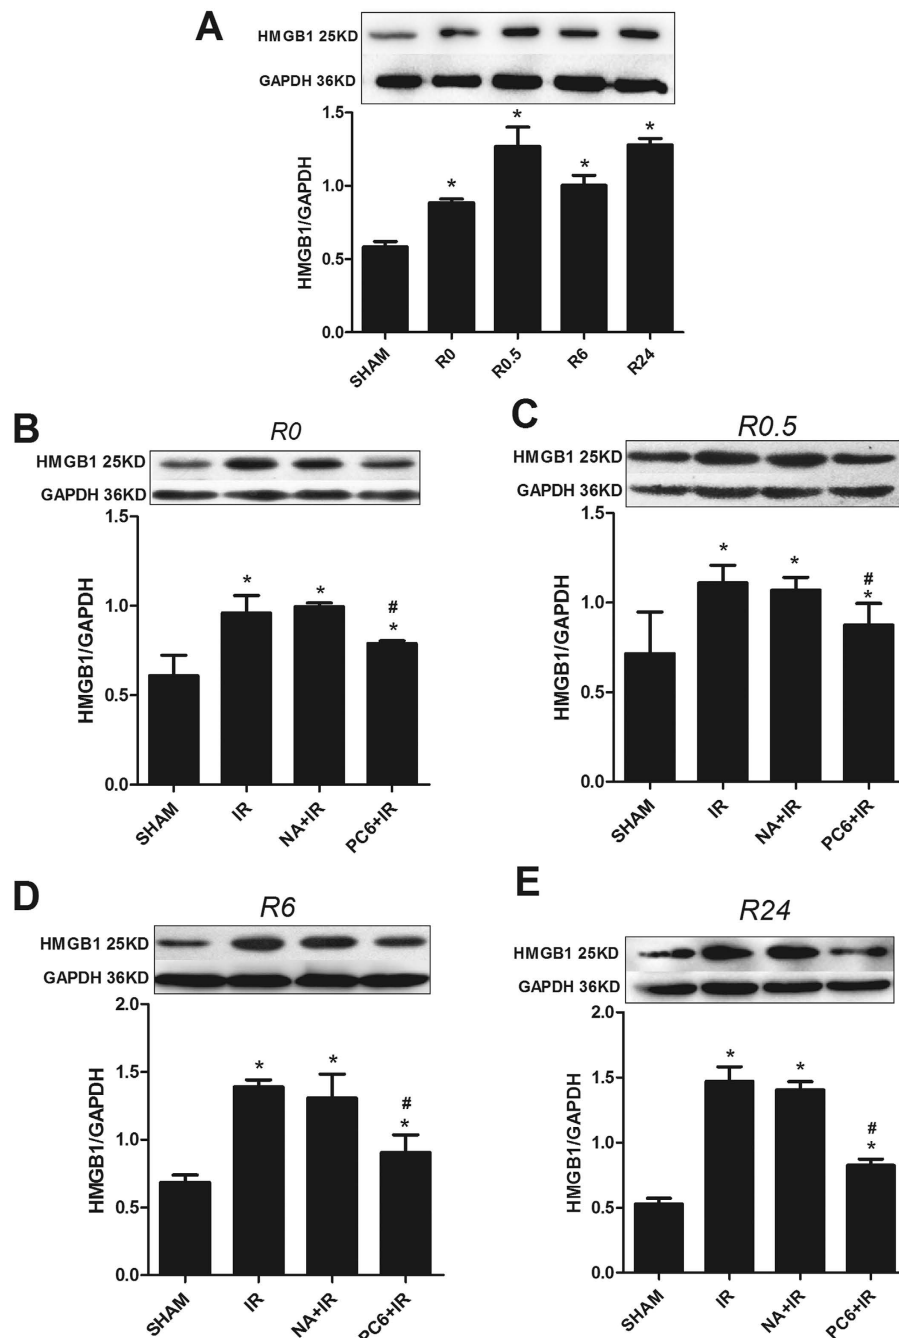 A
HMGB1 25KD
GAPDH 36KD
HMGB1/GAPDH
1.5
1.0
0.5
0.0
* * * *
SHAM R0 R0.5 R6 R24
B
R0
HMGB1 25KD
GAPDH 36KD
HMGB1/GAPDH
1.5
1.0
0.5
0.0
* * # *
SHAM IR NA+IR PC6+IR
C
R0.5
HMGB1 25KD
GAPDH 36KD
HMGB1/GAPDH
1.5
1.0
0.5
0.0
* * # *
SHAM IR NA+IR PC6+IR
D
R6
HMGB1 25KD
GAPDH 36KD
HMGB1/GAPDH
2.0
1.5
1.0
0.5
0.0
* * # *
SHAM IR NA+IR PC6+IR
E
R24
HMGB1 25KD
GAPDH 36KD
HMGB1/GAPDH
2.0
1.5
1.0
0.5
0.0
* * # *
SHAM IR NA+IR PC6+IR